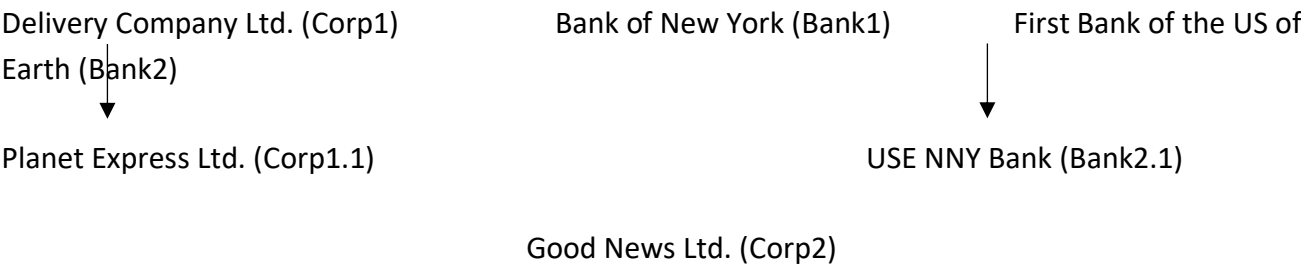 Delivery Company Ltd. (Corp1) Bank of New York (Bank1) First Bank of the US of
Earth (Bank2)
Planet Express Ltd. (Corp1.1) USE NNY Bank (Bank2.1)
Good News Ltd. (Corp2)